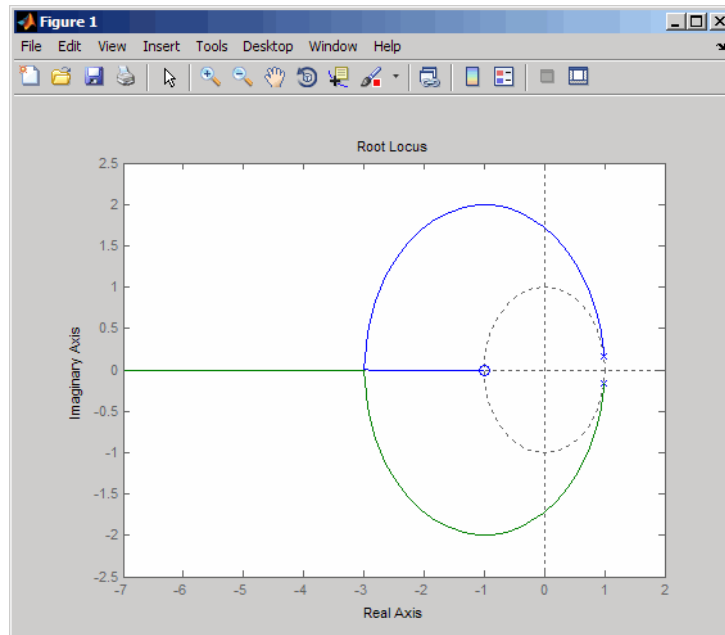 Figure 1
File Edit View Insert Tools Desktop Window Help
Root Locus
2.5
2
1.5
1
0.5
0
-0.5
-1
-1.5
-2
-2.5
Imaginary Axis
-7 -6 -5 -4 -3 -2 -1 0 1 2
Real Axis